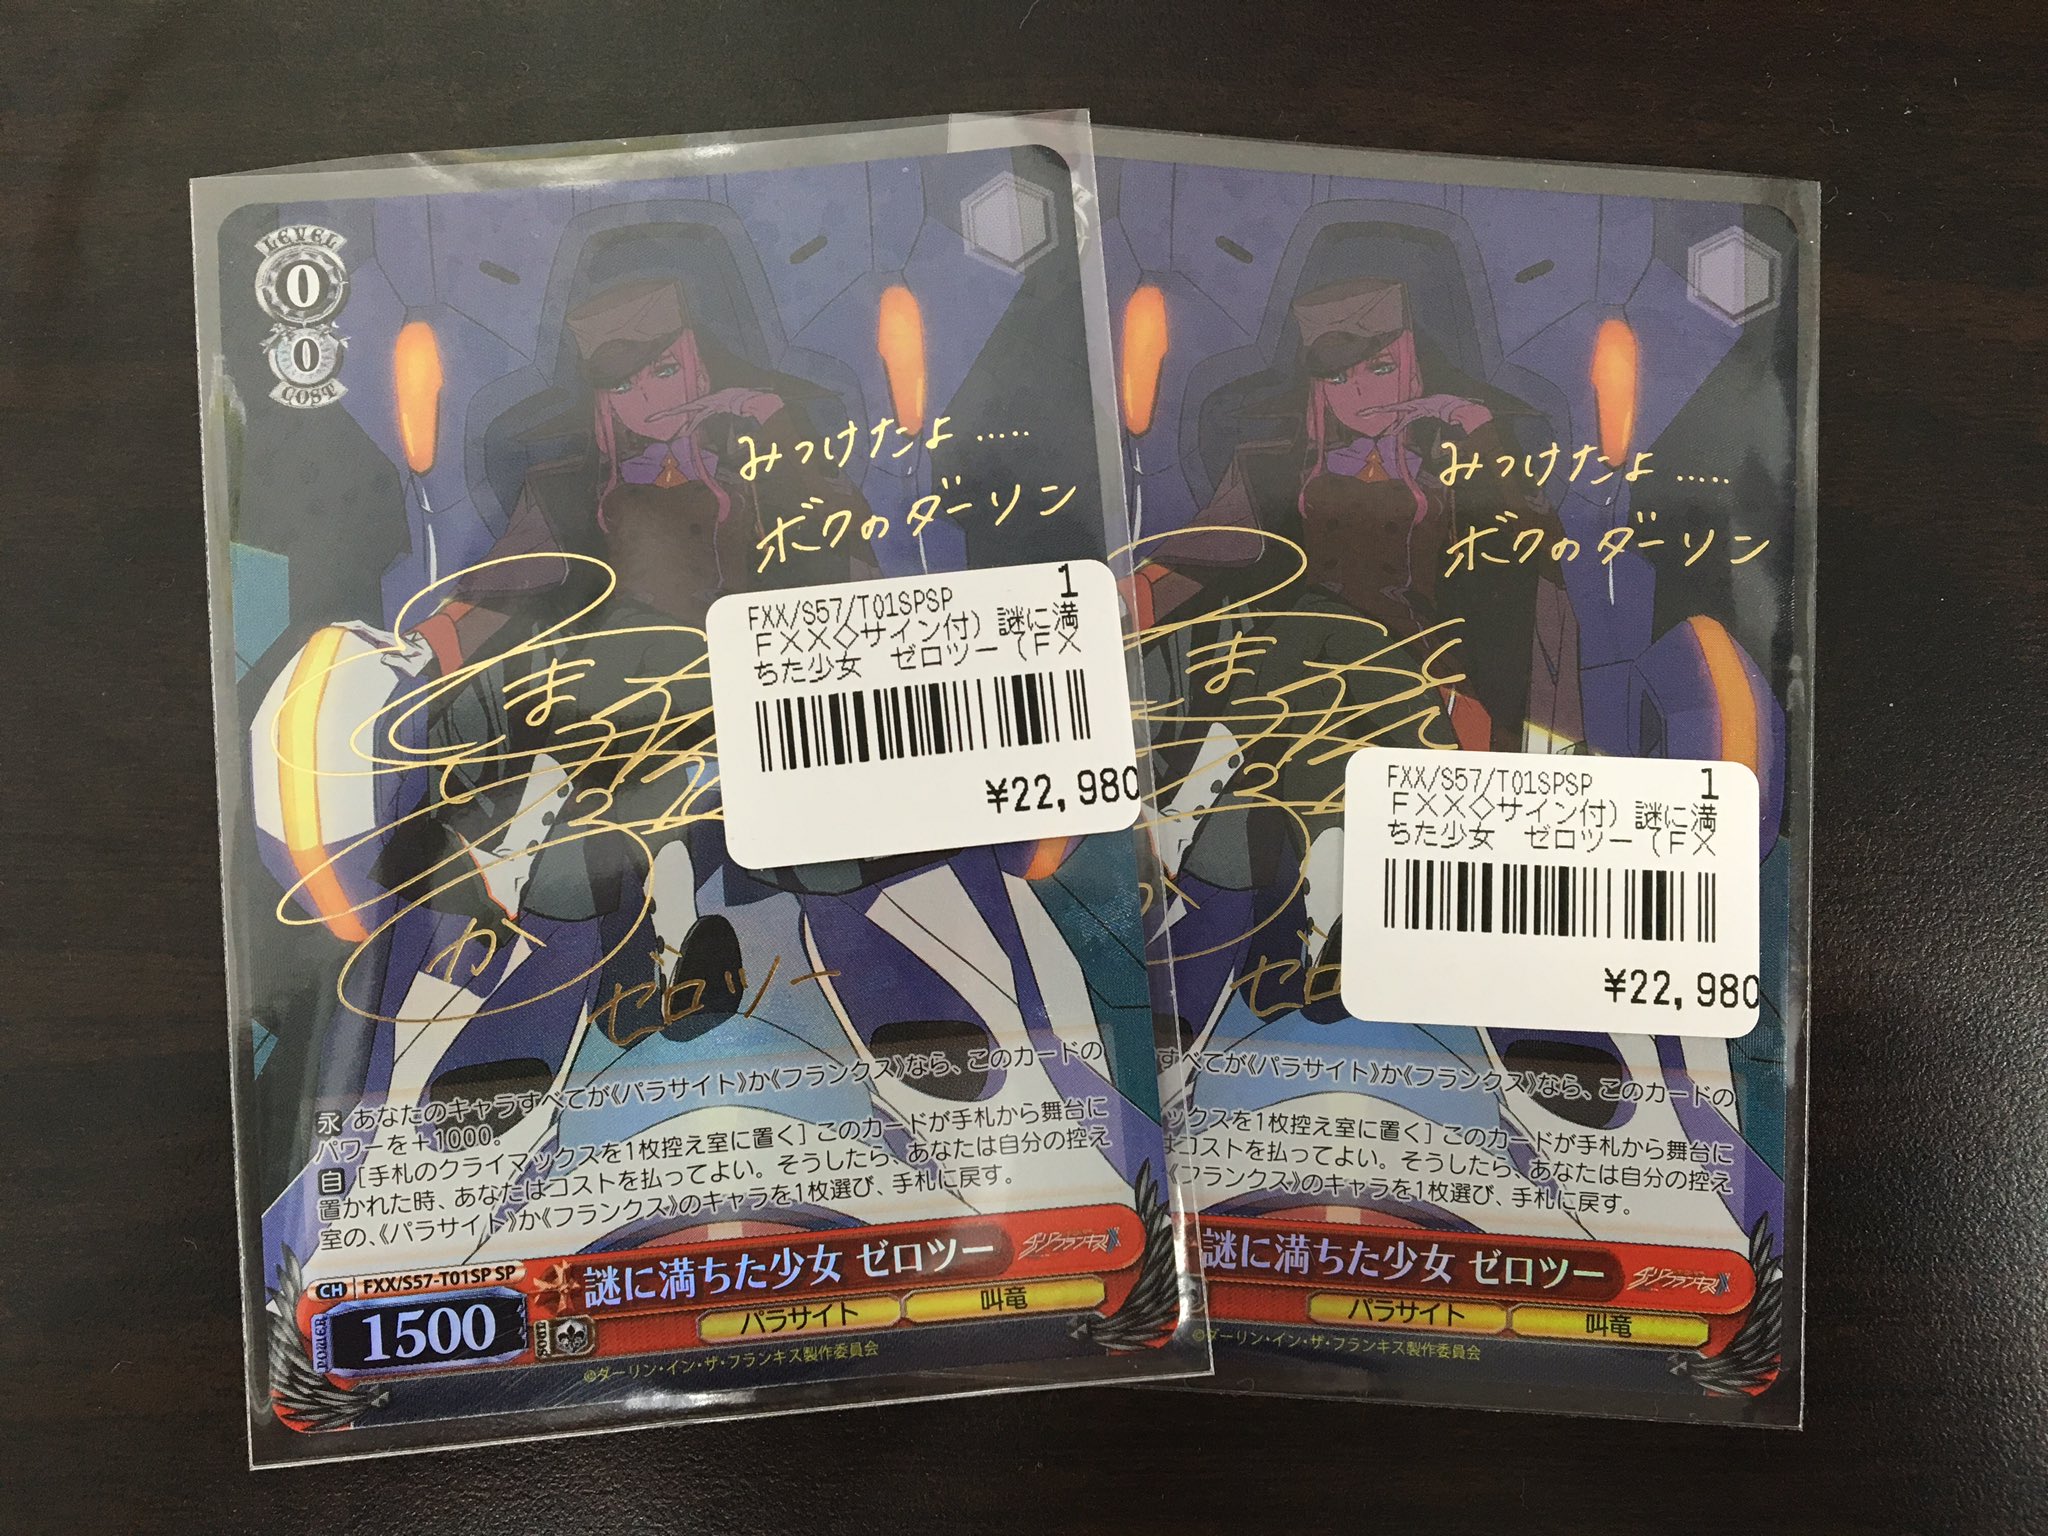 LEVEL
0
0
COST
みつけたよ……
ボクのダーリン
ゼロツー
FXX/S57/T01SPSP 1
FXX◇サイン付）謎に満
ちた少女　ゼロツー（FX
¥22,980
永 あなたのキャラすべてが《パラサイト》か《フランクス》なら、このカードの
パワーを＋1000。
自 ［手札のクライマックスを1枚控え室に置く］このカードが手札から舞台に
置かれた時、あなたはコストを払ってよい。そうしたら、あなたは自分の控え
室の、《パラサイト》か《フランクス》のキャラを1枚選び、手札に戻す。
CH FXX/S57-T01SP SP
謎に満ちた少女 ゼロツー
POWER 1500 SOUL
パラサイト 叫竜
©ダーリン・イン・ザ・フランキス製作委員会
みつけたよ……
ボクのダーリン
ゼロ
FXX/S57/T01SPSP 1
FXX◇サイン付）謎に満
ちた少女　ゼロツー（FX
¥22,980
すべてが《パラサイト》か《フランクス》なら、このカードの
ックスを1枚控え室に置く］このカードが手札から舞台に
はコストを払ってよい。そうしたら、あなたは自分の控え
《フランクス》のキャラを1枚選び、手札に戻す。
謎に満ちた少女 ゼロツー
パラサイト 叫竜
©ダーリン・イン・ザ・フランキス製作委員会